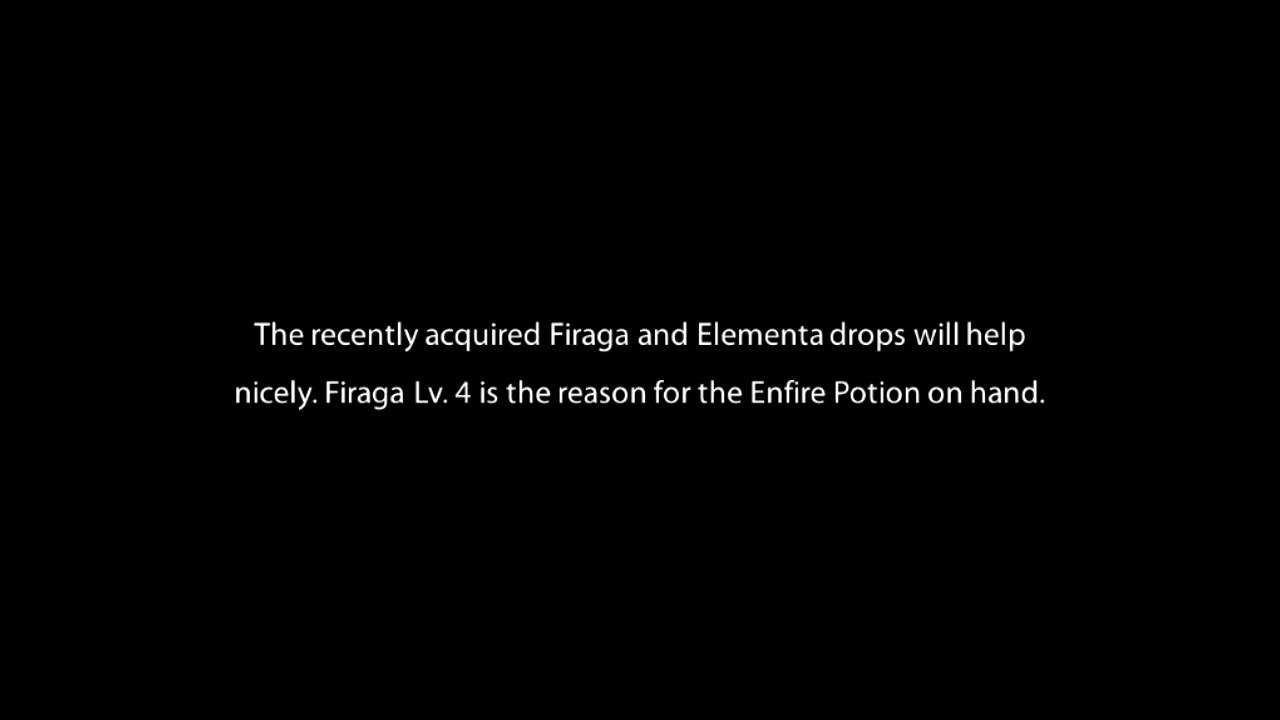 The recently acquired Firaga and Elementa drops will help
nicely. Firaga Lv. 4 is the reason for the Enfire Potion on hand.